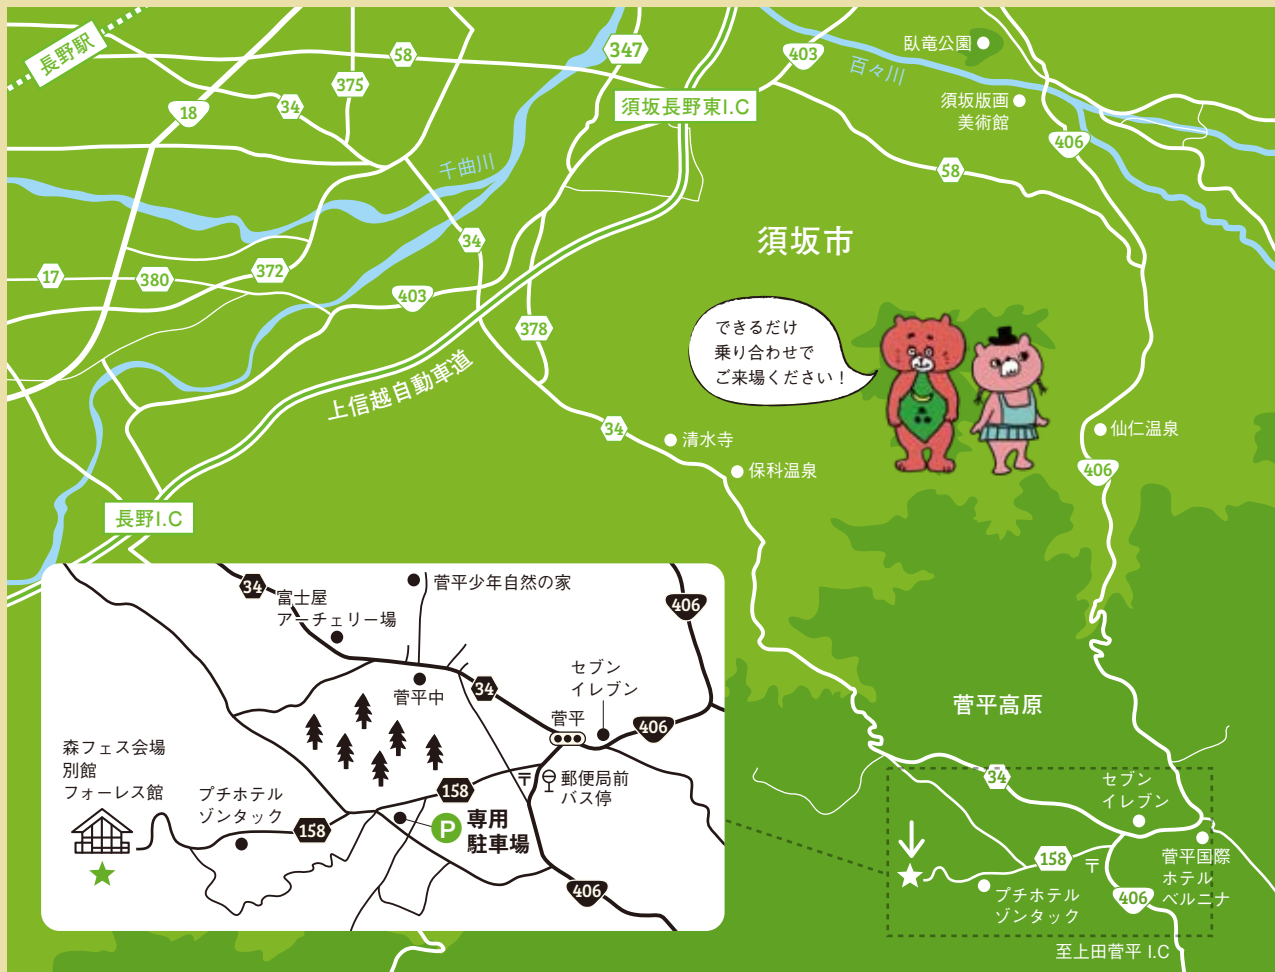 長野駅
58
347
403
臥竜公園
百々川
375
34
18
須坂長野東I.C
須坂版画
美術館
406
千曲川
58
34
須坂市
17
380
372
403
378
できるだけ
乗り合わせで
ご来場ください！
上信越自動車道
34
清水寺
保科温泉
仙仁温泉
406
長野I.C
34
富士屋
アーチェリー場
菅平少年自然の家
406
菅平中
34
セブン
イレブン
菅平
406
森フェス会場
別館
フォーレス館
プチホテル
ゾンタック
158
158
〒
郵便局前
バス停
P
専用
駐車場
406
菅平高原
34
セブン
イレブン
158
〒
菅平国際
ホテル
ベルニナ
プチホテル
ゾンタック
406
至上田菅平 I.C